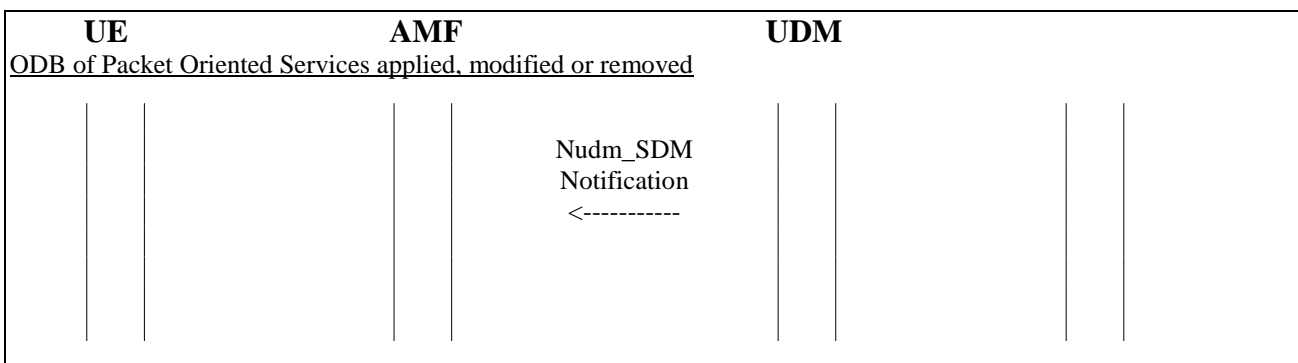 UE AMF UDM
ODB of Packet Oriented Services applied, modified or removed
Nudm_SDM
Notification
<-----------